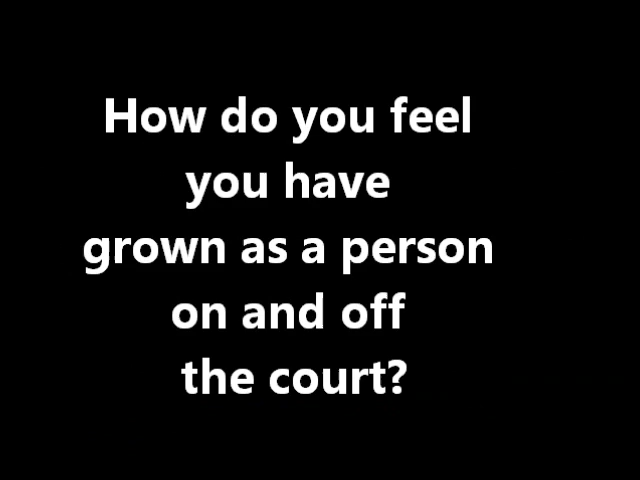 How do you feel
you have
grown as a person
on and off
the court?